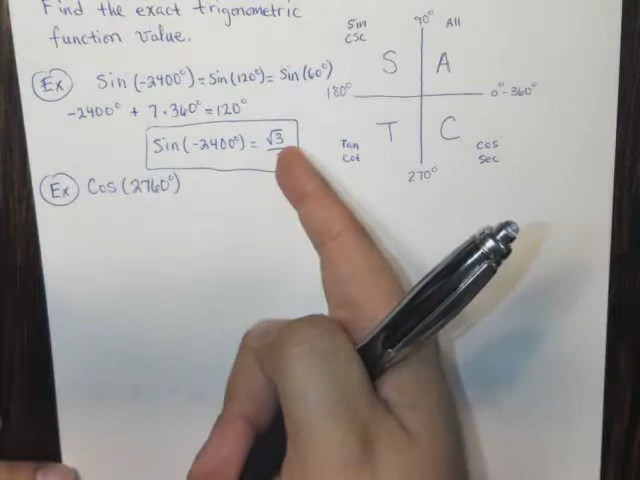 Find the exact trigonometric
function value.
Ex Sin(-2400°) = Sin(120°) = Sin(60°)
-2400° + 7·360° = 120°
Sin(-2400°) = √3
Ex Cos(2760°)
Sin
CSC
90°
All
S
A
180°
0°-360°
T
C
Tan
Cot
Cos
Sec
270°